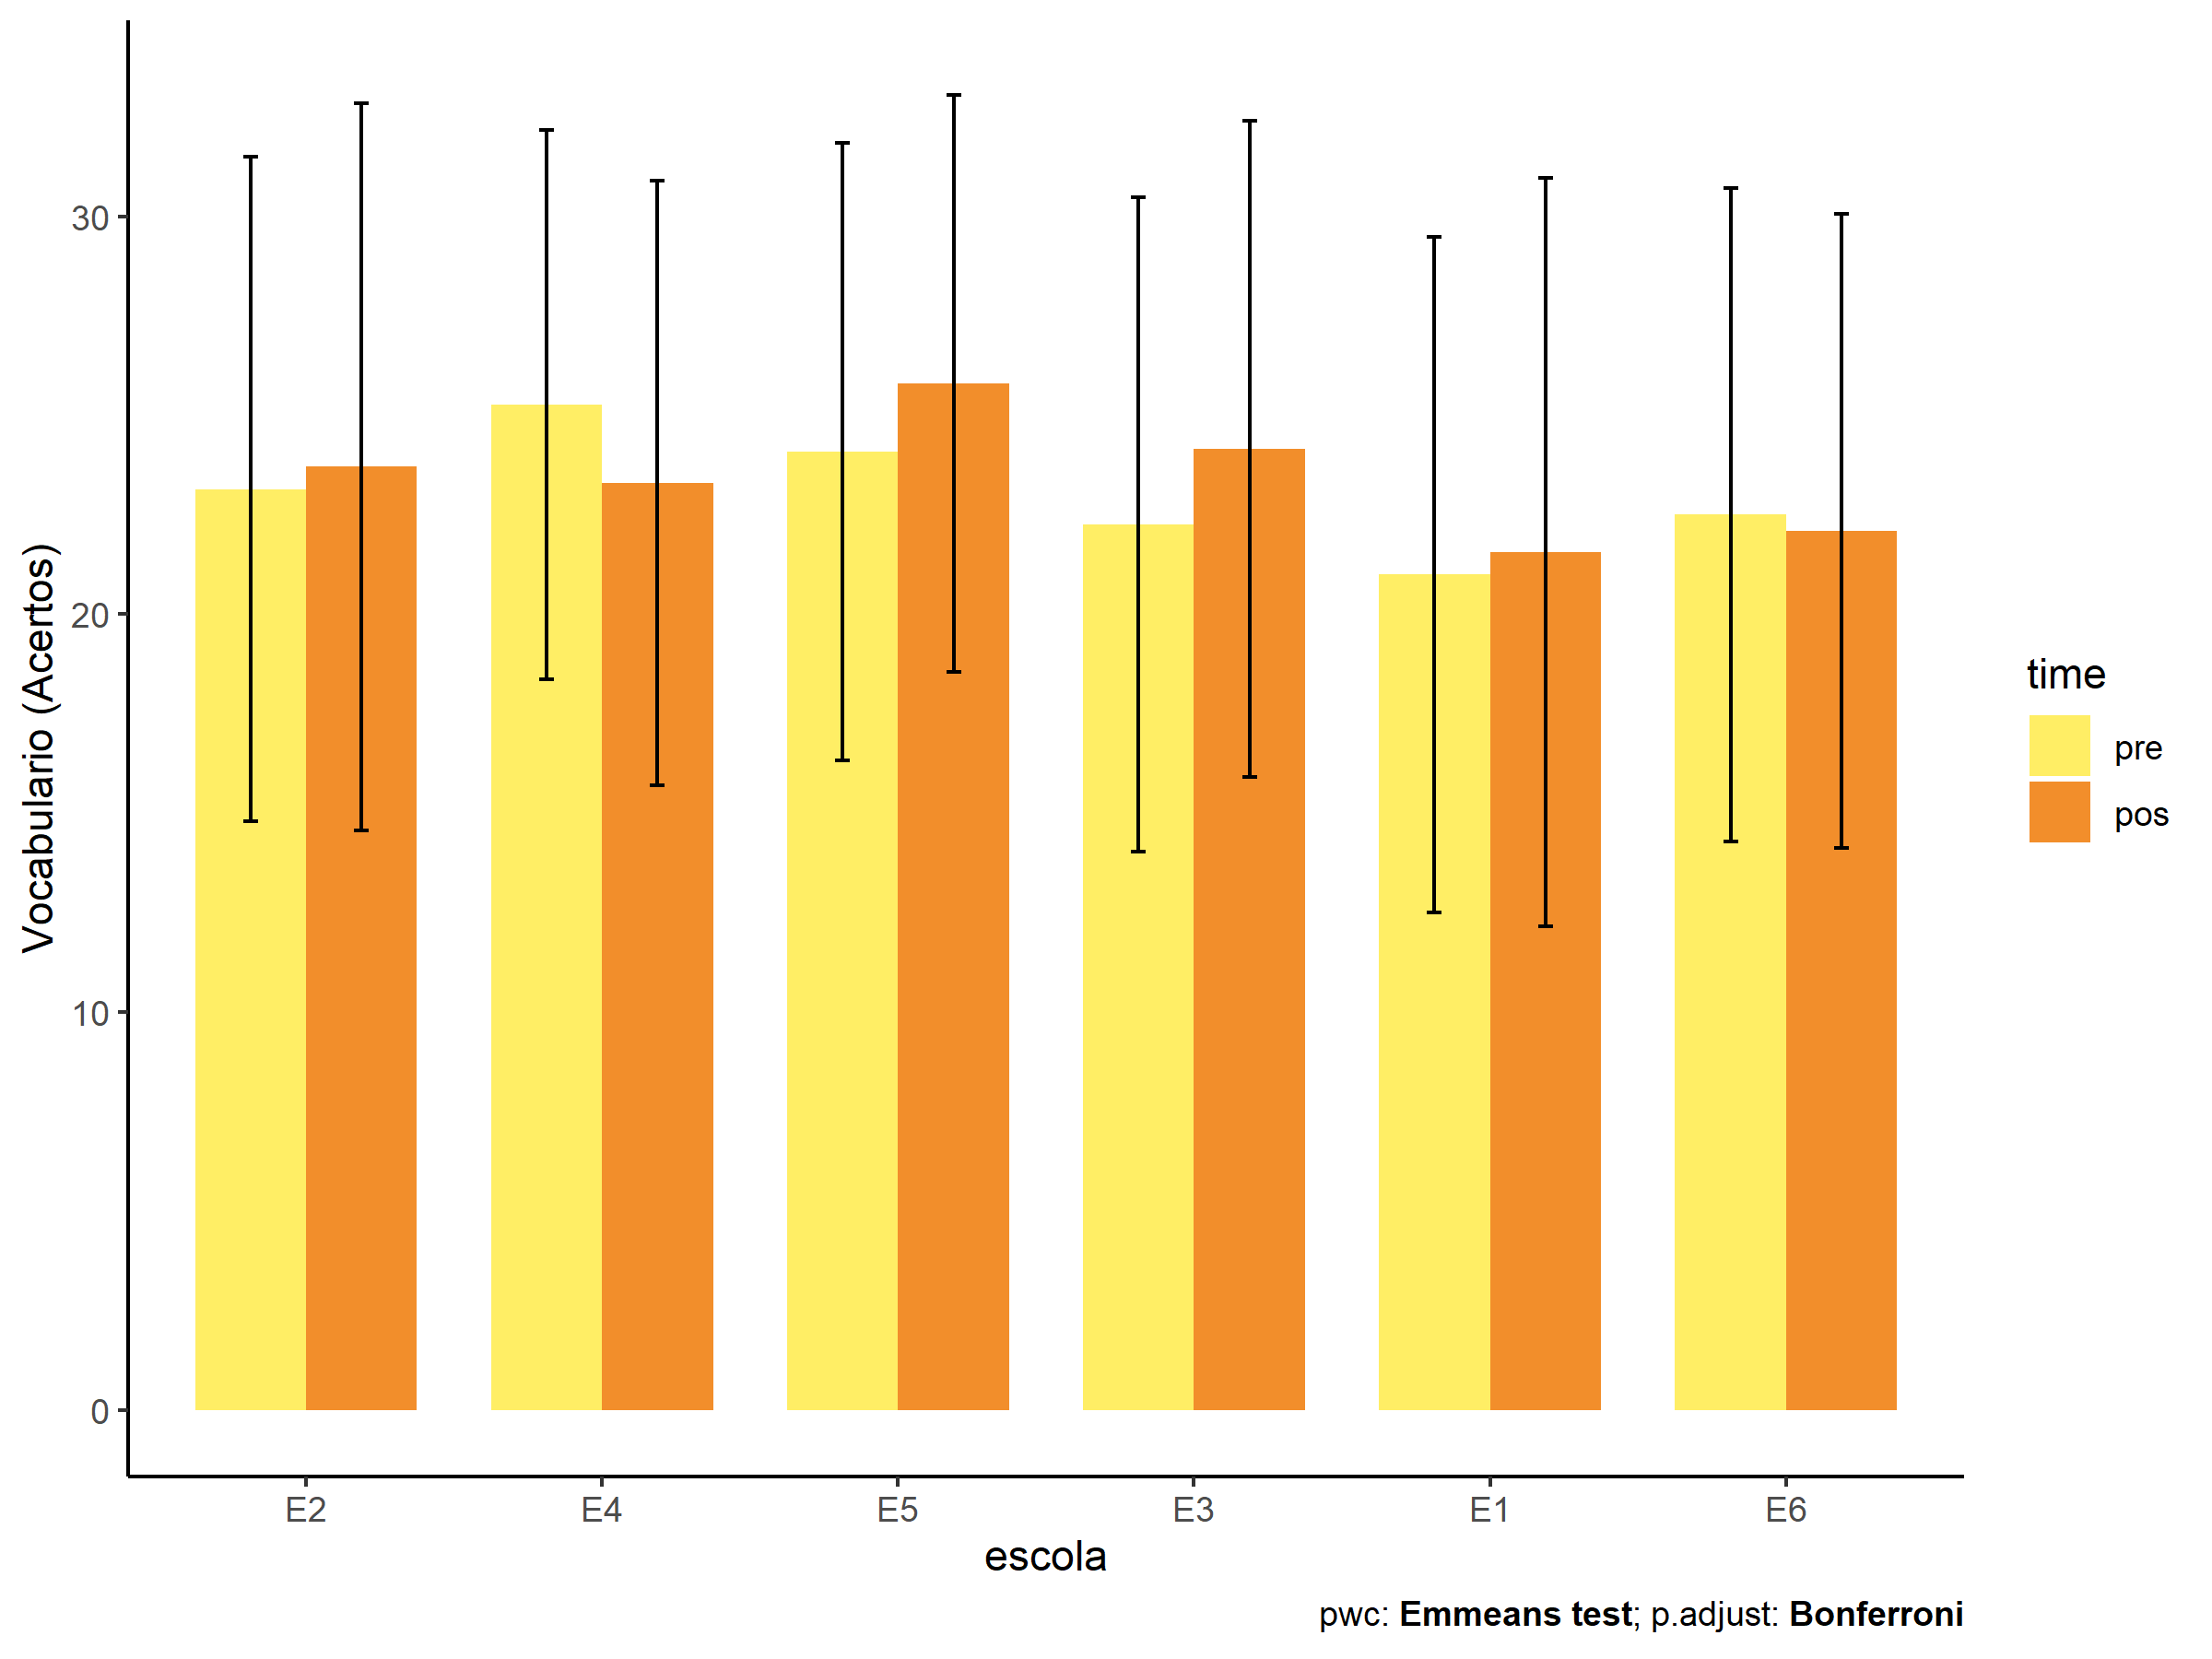 30
20
10
0
Vocabulario (Acertos)
E2 E4 E5 E3 E1 E6
escola
time
pre
pos
pwc: Emmeans test; p.adjust: Bonferroni